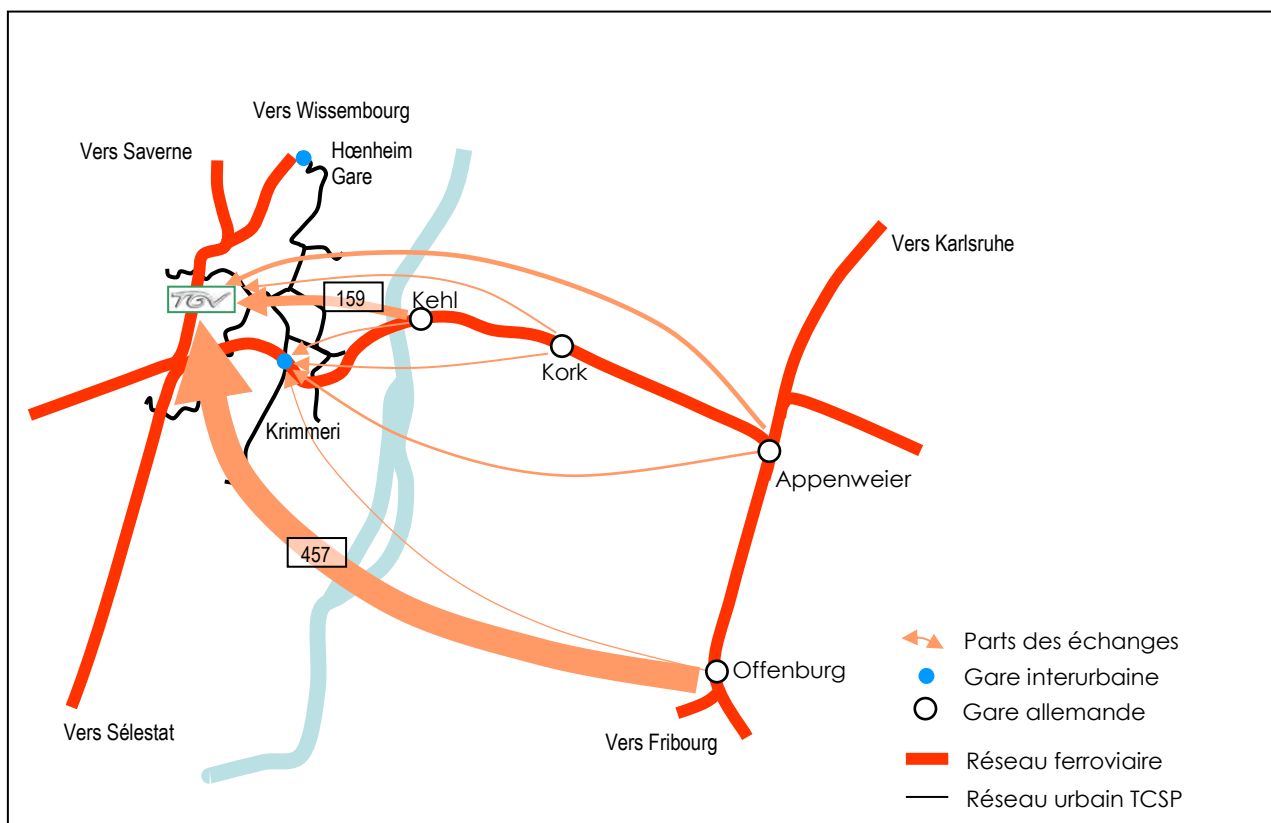 Vers Wissembourg
Vers Saverne
Hœnheim
Gare
Vers Karlsruhe
TGV
159
Kehl
Kork
Krimmeri
Appenweier
457
Offenburg
Vers Sélestat
Vers Fribourg
Parts des échanges
Gare interurbaine
Gare allemande
Réseau ferroviaire
Réseau urbain TCSP